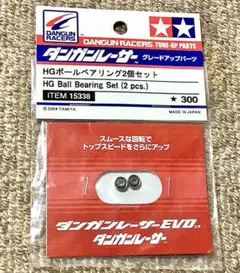 DANGUN RACERS
TAMIYA
DANGUN RACERS TUNE-UP PARTS
ダンガンレーサー グレードアップパーツ
HGボールベアリング2個セット
HG Ball Bearing Set (2 pcs.)
ITEM 15338
★ 300
© 2004 TAMIYA
MADE IN JAPAN
スムースな回転で
トップスピードをさらにアップ
ダンガンレーサーEVO.
ダンガンレーサー